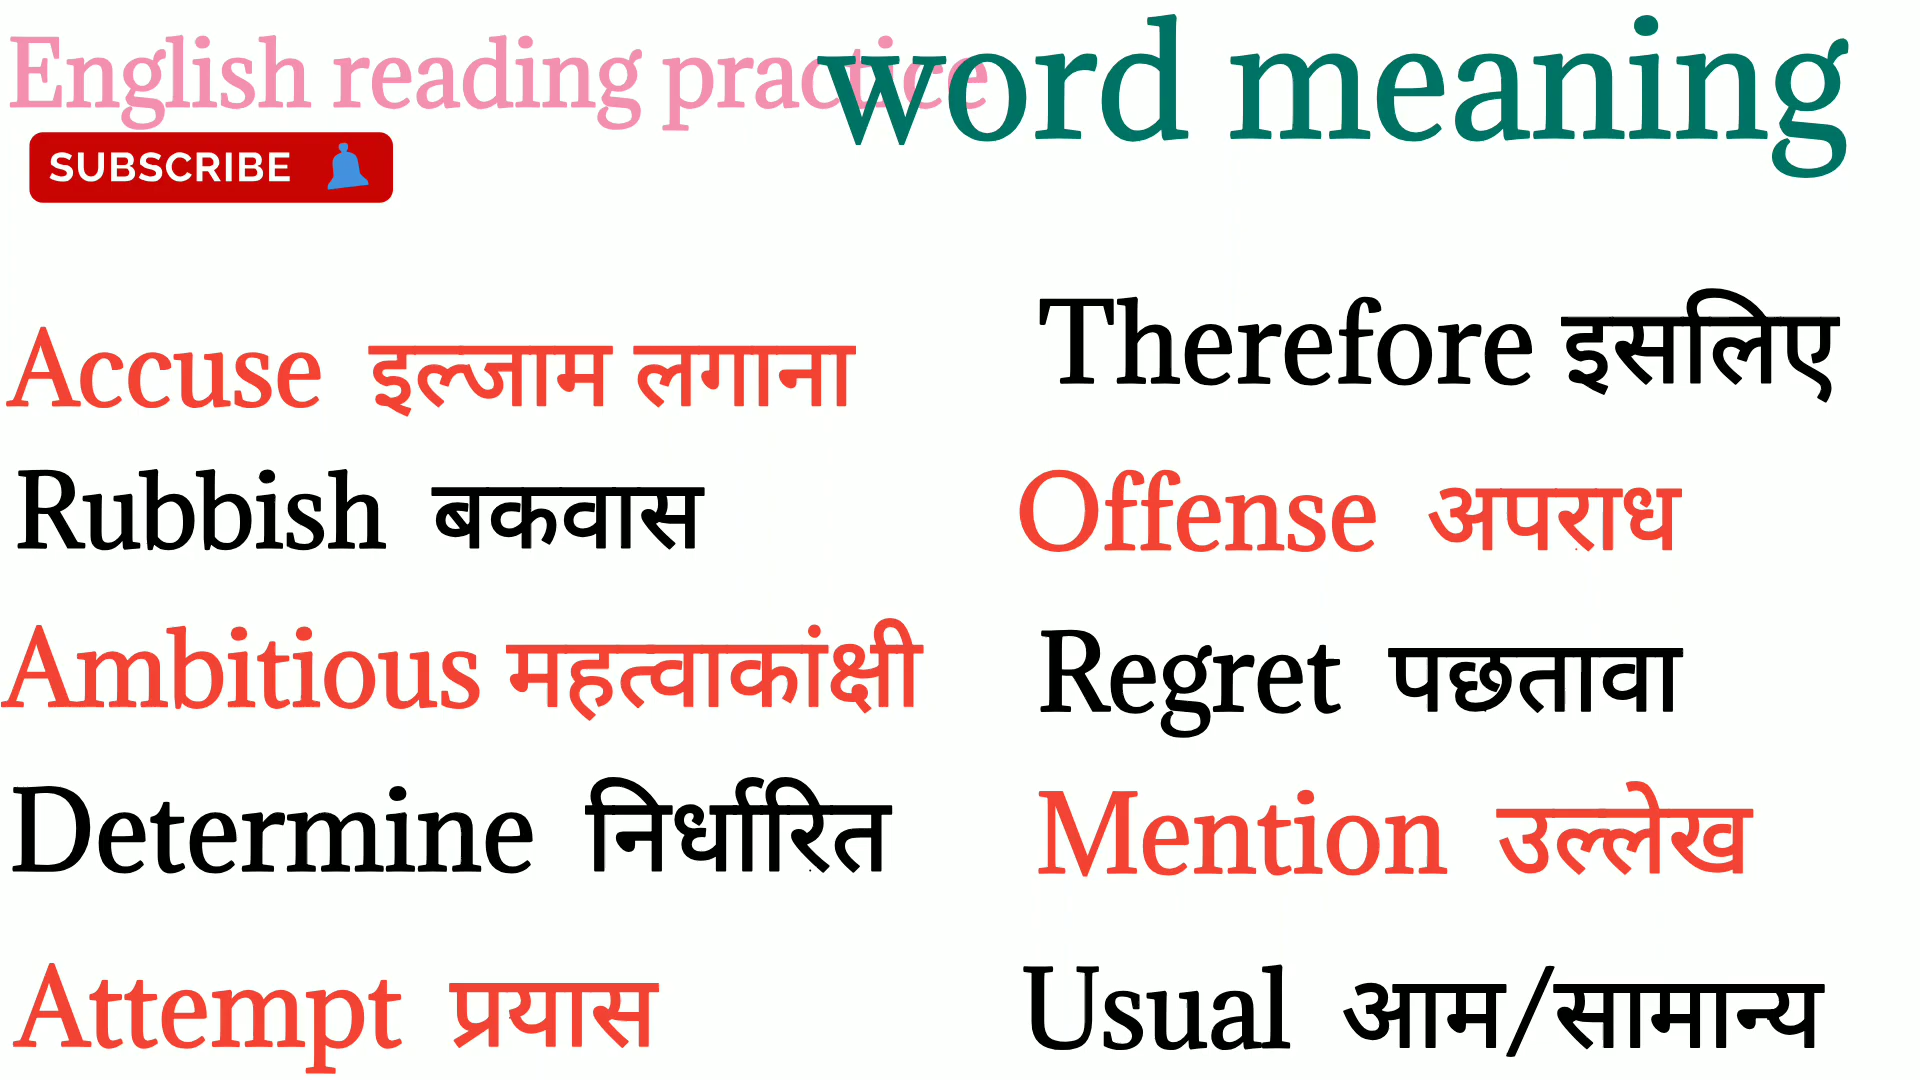 English reading practice
word meaning
SUBSCRIBE
Accuse इल्जाम लगाना
Rubbish बकवास
Ambitious महत्वाकांक्षी
Determine निर्धारित
Attempt प्रयास
Therefore इसलिए
Offense अपराध
Regret पछतावा
Mention उल्लेख
Usual आम/सामान्य